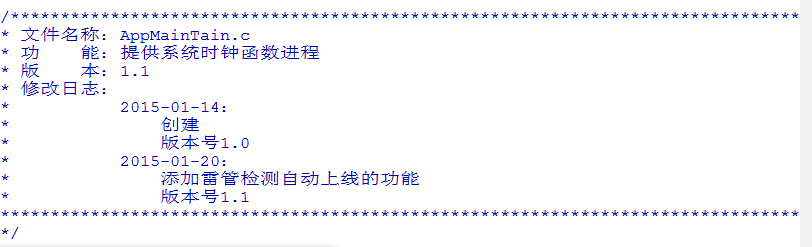 /*******************************************************************************
* 文件名称: AppMainTain.c
* 功    能: 提供系统时钟函数进程
* 版    本: 1.1
* 修改日志:
*           2015-01-14:
*               创建
*               版本号1.0
*           2015-01-20:
*               添加雷管检测自动上线的功能
*               版本号1.1
********************************************************************************
*/